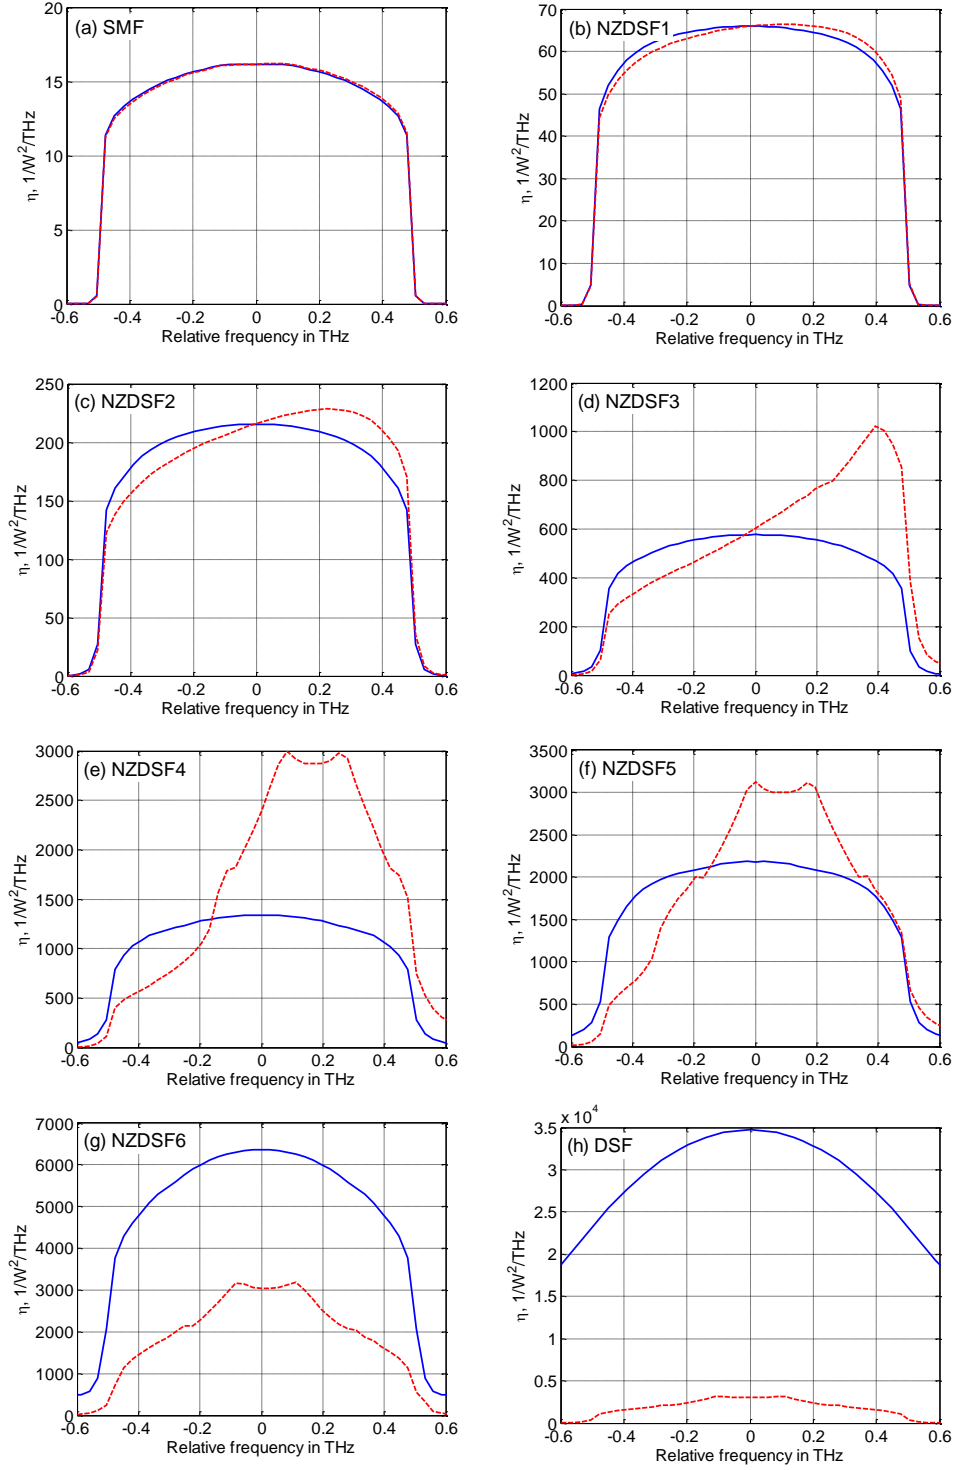 (a) SMF
η, 1/W²/THz
20
15
10
5
0
-0.6 -0.4 -0.2 0 0.2 0.4 0.6
Relative frequency in THz
(b) NZDSF1
η, 1/W²/THz
70
60
50
40
30
20
10
0
-0.6 -0.4 -0.2 0 0.2 0.4 0.6
Relative frequency in THz
(c) NZDSF2
η, 1/W²/THz
250
200
150
100
50
0
-0.6 -0.4 -0.2 0 0.2 0.4 0.6
Relative frequency in THz
(d) NZDSF3
η, 1/W²/THz
1200
1000
800
600
400
200
0
-0.6 -0.4 -0.2 0 0.2 0.4 0.6
Relative frequency in THz
(e) NZDSF4
η, 1/W²/THz
3000
2500
2000
1500
1000
500
0
-0.6 -0.4 -0.2 0 0.2 0.4 0.6
Relative frequency in THz
(f) NZDSF5
η, 1/W²/THz
3500
3000
2500
2000
1500
1000
500
0
-0.6 -0.4 -0.2 0 0.2 0.4 0.6
Relative frequency in THz
(g) NZDSF6
η, 1/W²/THz
7000
6000
5000
4000
3000
2000
1000
0
-0.6 -0.4 -0.2 0 0.2 0.4 0.6
Relative frequency in THz
x 10⁴
(h) DSF
η, 1/W²/THz
3.5
3
2.5
2
1.5
1
0.5
0
-0.6 -0.4 -0.2 0 0.2 0.4 0.6
Relative frequency in THz